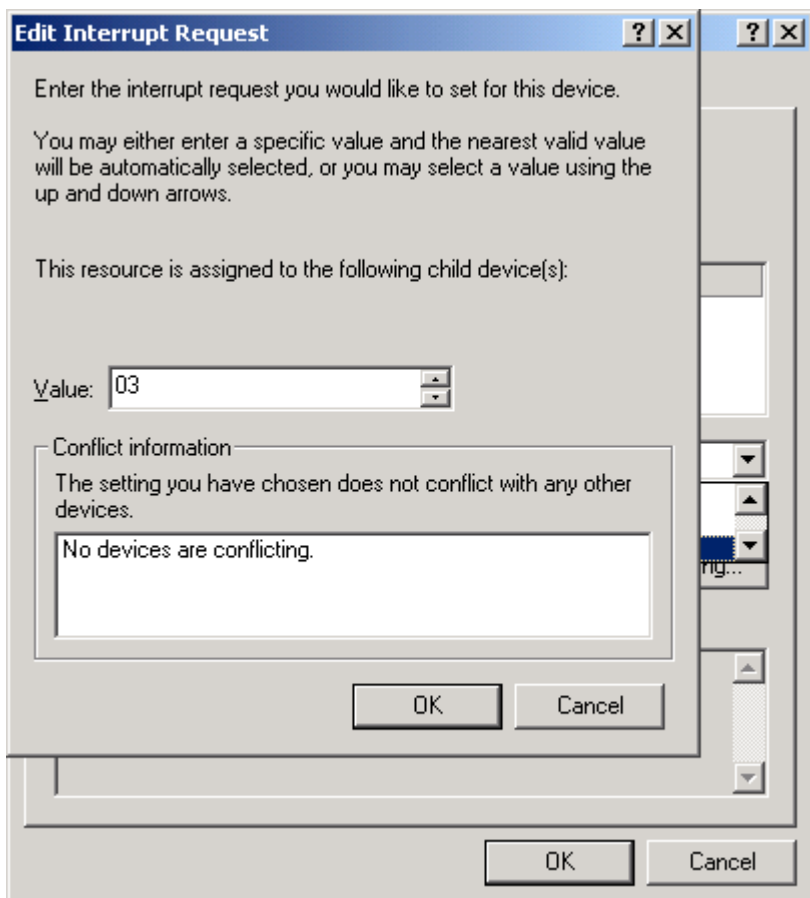 Edit Interrupt Request
Enter the interrupt request you would like to set for this device.
You may either enter a specific value and the nearest valid value
will be automatically selected, or you may select a value using the
up and down arrows.
This resource is assigned to the following child device(s):
Value: 03
Conflict information
The setting you have chosen does not conflict with any other
devices.
No devices are conflicting.
OK Cancel
OK Cancel